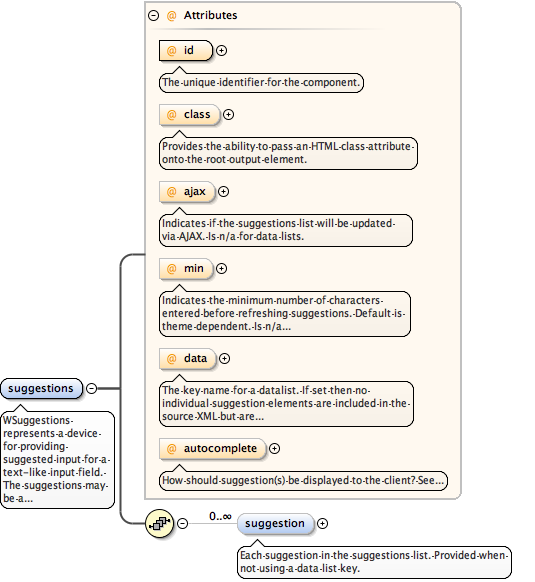 @ Attributes
@ id
The unique identifier for the component.
@ class
Provides the ability to pass an HTML class attribute
onto the root output element.
@ ajax
Indicates if the suggestions list will be updated
via AJAX. Is n/a for data lists.
@ min
Indicates the minimum number of characters
entered before refreshing suggestions. Default is
theme dependent. Is n/a...
@ data
The key name for a datalist. If set then no
individual suggestion elements are included in the
source XML but are...
@ autocomplete
How should suggestion(s) be displayed to the client? See...
suggestions
WSuggestions
represents a device
for providing
suggested input for a
text-like input field.
The suggestions may
be a...
0..∞
suggestion
Each suggestion in the suggestions list. Provided when
not using a data list key.